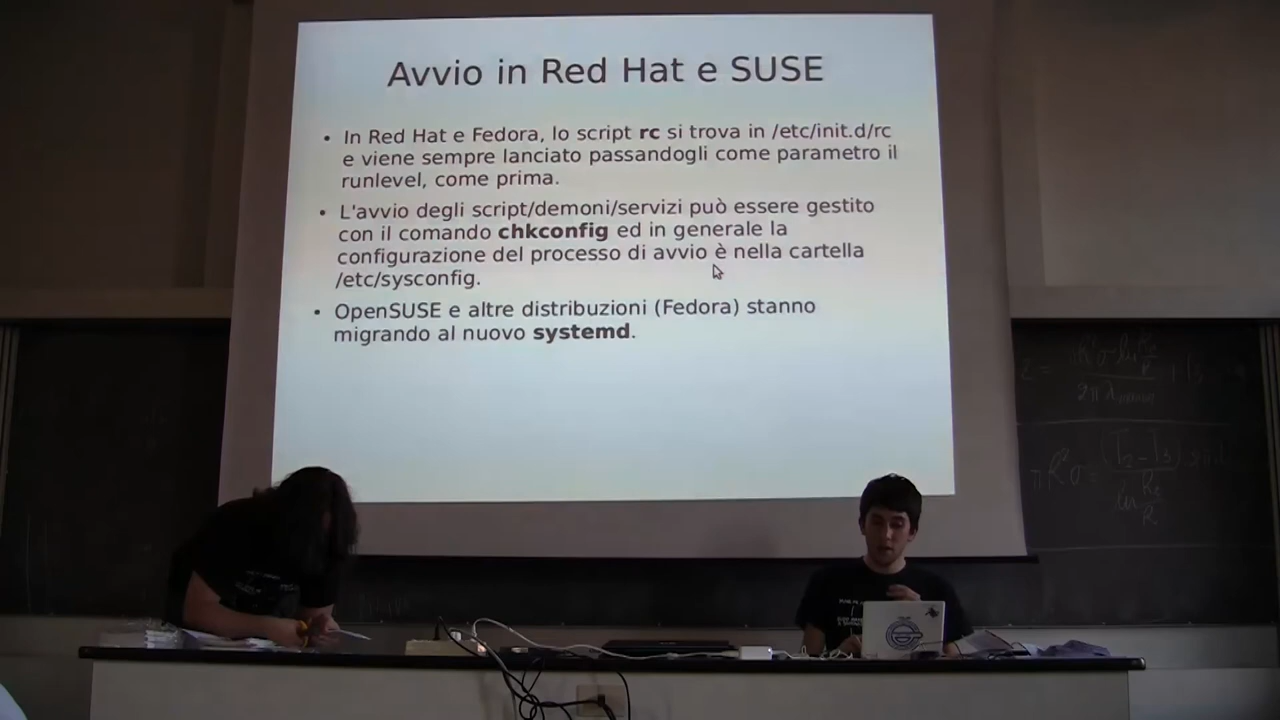 Avvio in Red Hat e SUSE
• In Red Hat e Fedora, lo script rc si trova in /etc/init.d/rc
e viene sempre lanciato passandogli come parametro il
runlevel, come prima.
• L'avvio degli script/demoni/servizi può essere gestito
con il comando chkconfig ed in generale la
configurazione del processo di avvio è nella cartella
/etc/sysconfig.
• OpenSUSE e altre distribuzioni (Fedora) stanno
migrando al nuovo systemd.